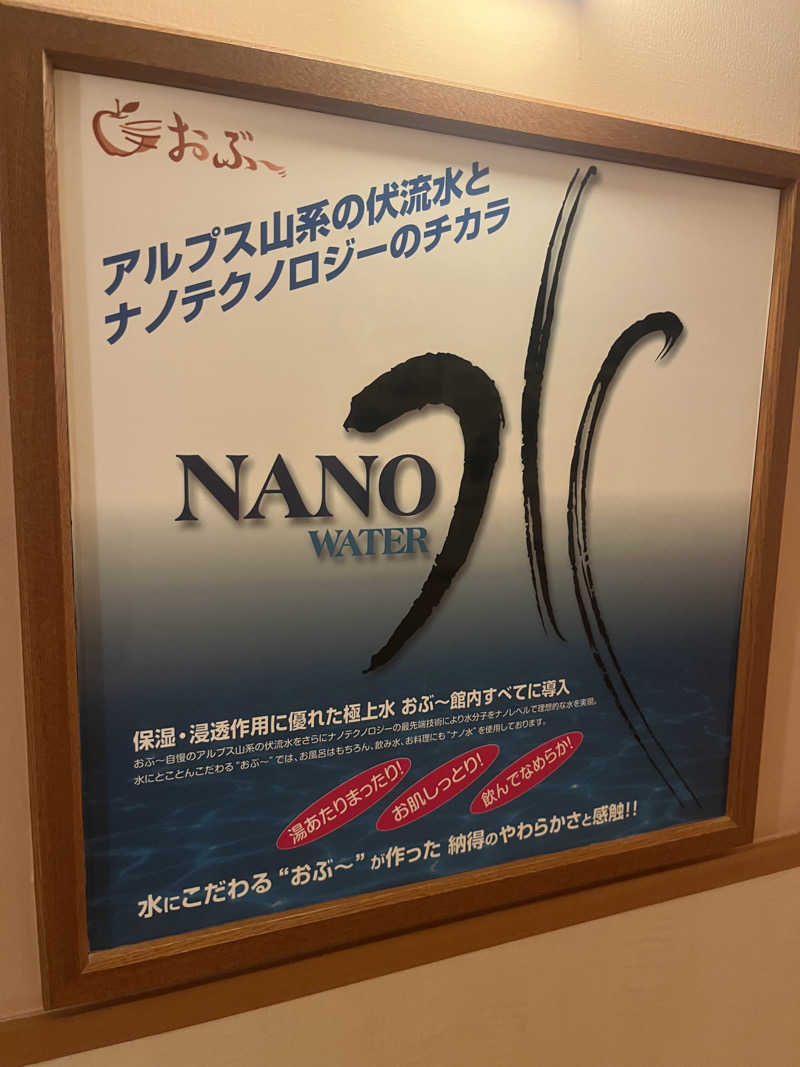 おぶ～
アルプス山系の伏流水と
ナノテクノロジーのチカラ
水
NANO
WATER
保湿・浸透作用に優れた極上水 おぶ～館内すべてに導入
おぶ～自慢のアルプス山系の伏流水をさらにナノテクノロジーの最先端技術により水分子をナノレベルで理想的な水を実現。
水にとことんこだわる“おぶ～”では、お風呂はもちろん、飲み水、お料理にも“ナノ水”を使用しております。
湯あたりまったり!
お肌しっとり!
飲んでなめらか!
水にこだわる “おぶ～” が作った 納得のやわらかさと感触!!